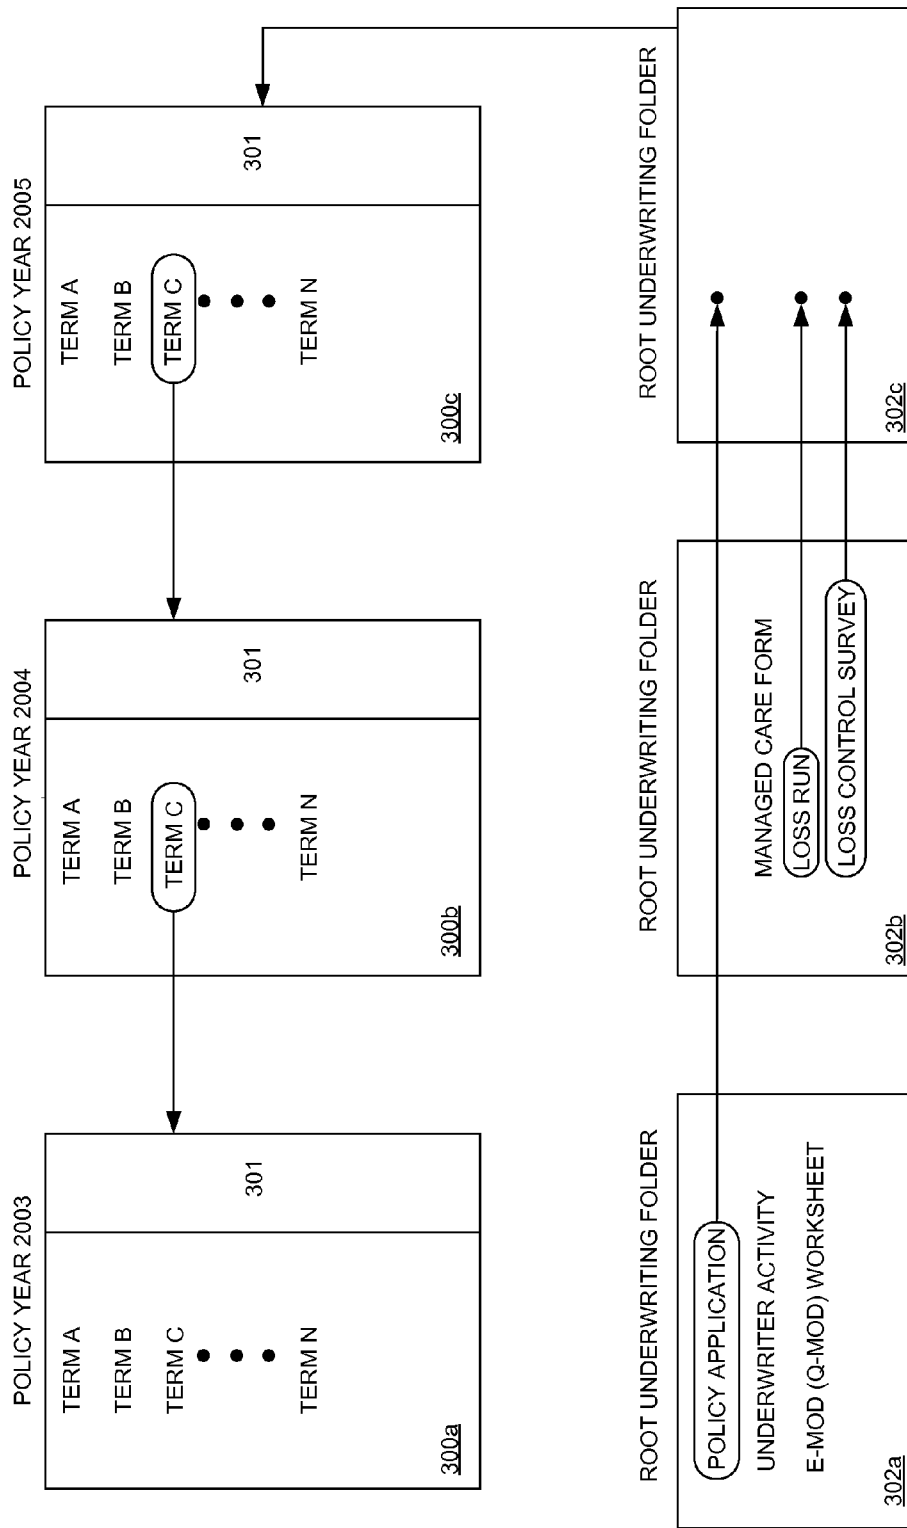 POLICY YEAR 2003
TERM A
TERM B
TERM C
TERM N
301
300a
POLICY YEAR 2004
TERM A
TERM B
TERM C
TERM N
301
300b
POLICY YEAR 2005
TERM A
TERM B
TERM C
TERM N
301
300c
ROOT UNDERWRITING FOLDER
POLICY APPLICATION
UNDERWRITER ACTIVITY
E-MOD (Q-MOD) WORKSHEET
302a
ROOT UNDERWRITING FOLDER
MANAGED CARE FORM
LOSS RUN
LOSS CONTROL SURVEY
302b
ROOT UNDERWRITING FOLDER
302c